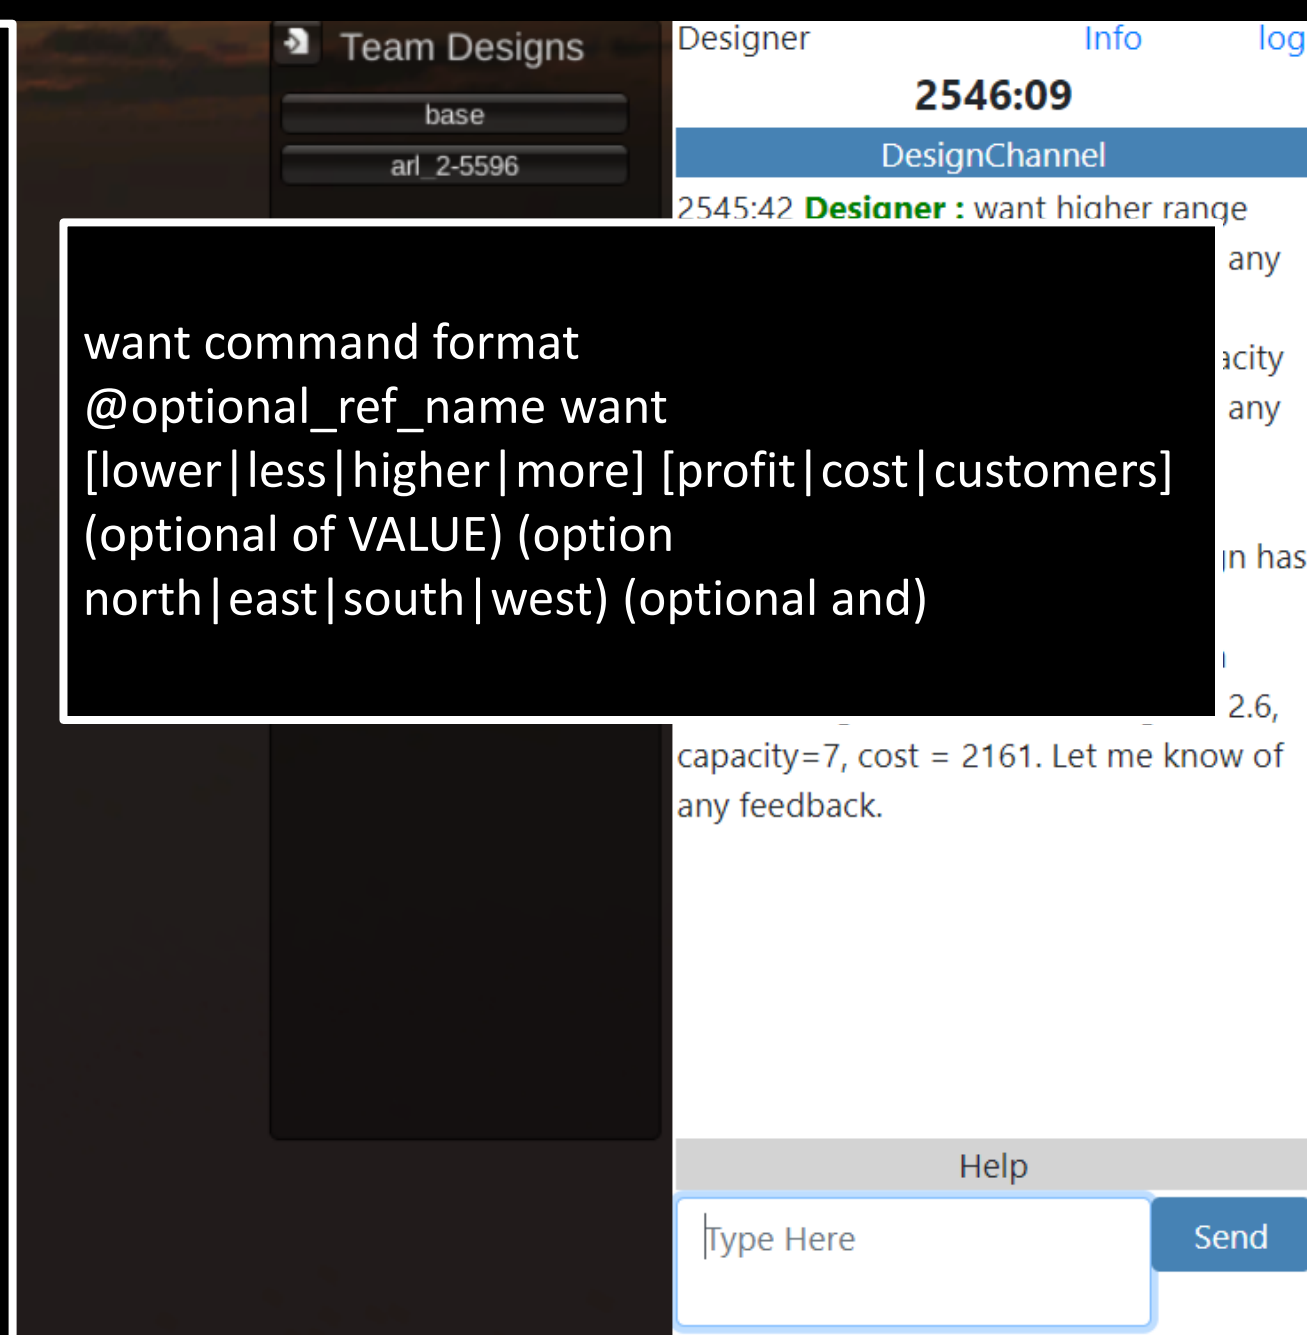 Team Designs
base
arl_2-5596
Designer Info log
2546:09
DesignChannel
2545:42 Designer : want higher range
any
acity
any
has
2.6,
capacity=7, cost = 2161. Let me know of
any feedback.
want command format
@optional_ref_name want
[lower|less|higher|more] [profit|cost|customers]
(optional of VALUE) (option
north|east|south|west) (optional and)
Help
Type Here
Send